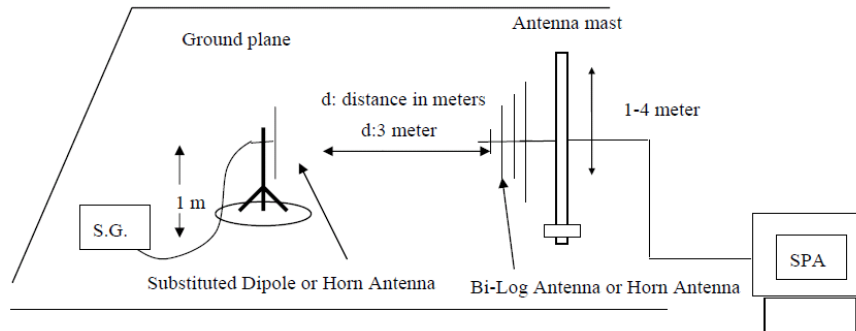 Antenna mast
Ground plane
d: distance in meters
d:3 meter
1-4 meter
1 m
S.G.
SPA
Substituted Dipole or Horn Antenna
Bi-Log Antenna or Horn Antenna